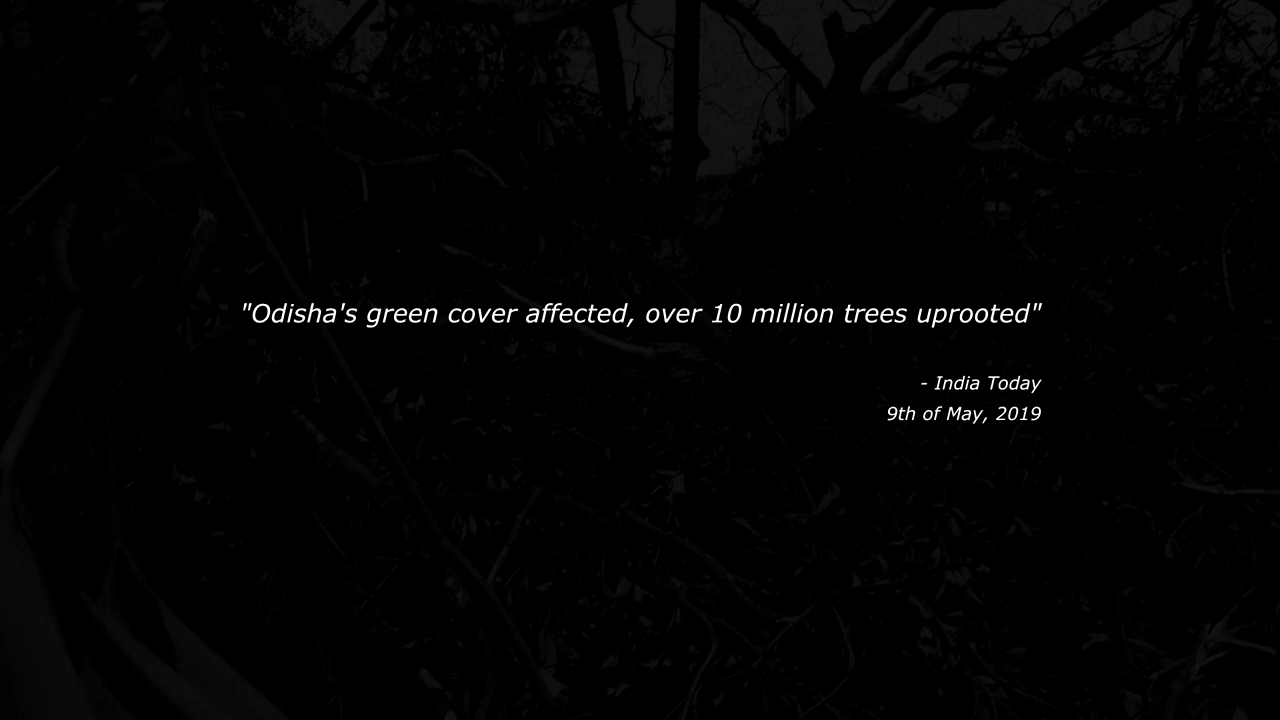 "Odisha's green cover affected, over 10 million trees uprooted"
- India Today
9th of May, 2019